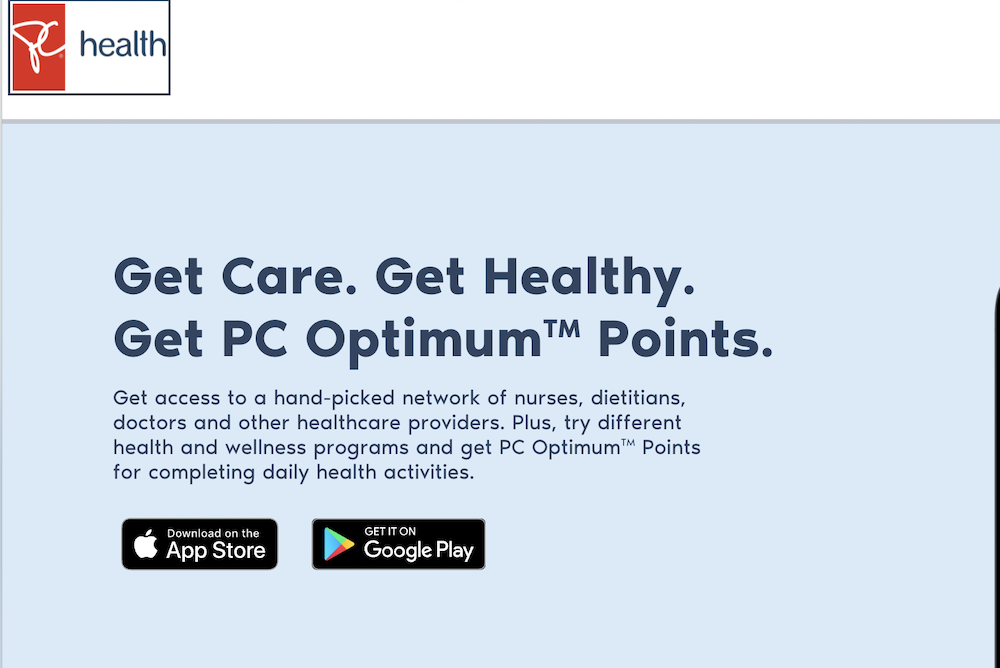 PC health
Get Care. Get Healthy.
Get PC Optimum™ Points.
Get access to a hand-picked network of nurses, dietitians,
doctors and other healthcare providers. Plus, try different
health and wellness programs and get PC Optimum™ Points
for completing daily health activities.
Download on the
App Store
GET IT ON
Google Play